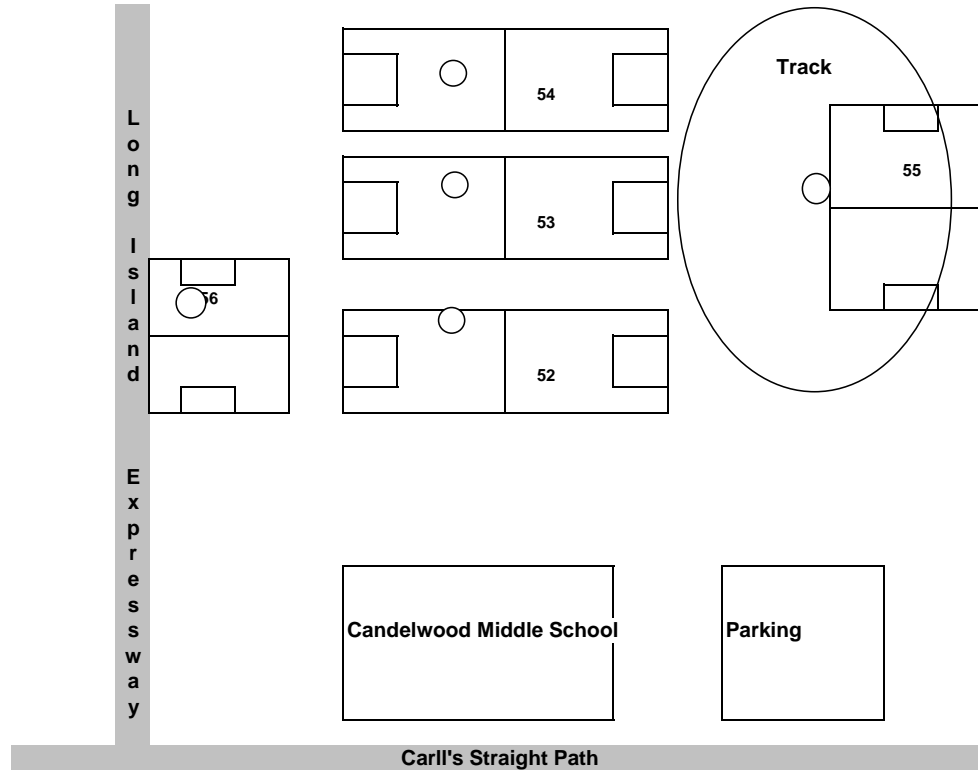 Track
54
55
53
56
52
Long Island Expressway
Candelwood Middle School
Parking
Carll's Straight Path